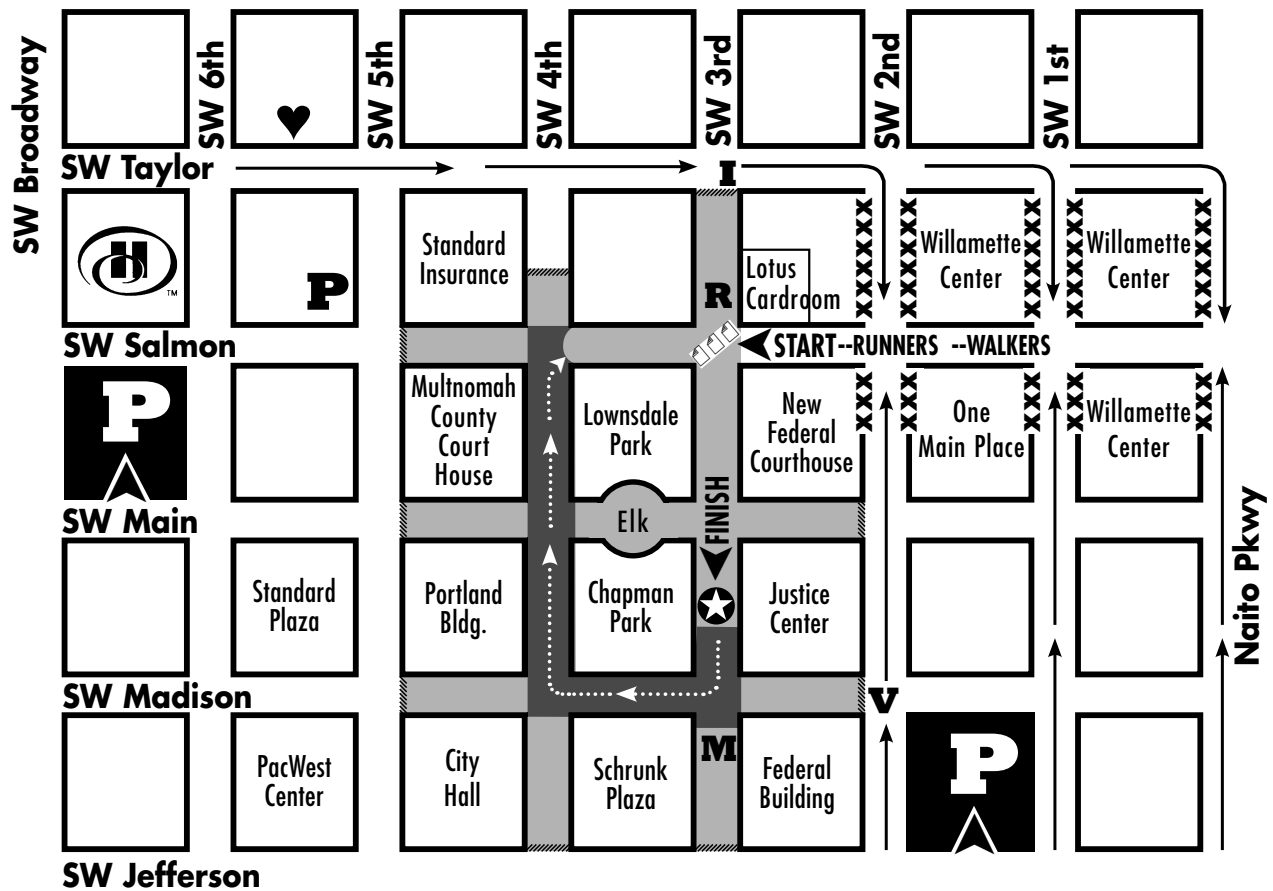 SW Broadway
SW 6th
SW 5th
SW 4th
SW 3rd
SW 2nd
SW 1st
SW Taylor
I
H
TM
P
Standard
Insurance
R
Lotus
Cardroom
Willamette
Center
Willamette
Center
SW Salmon
START--RUNNERS --WALKERS
P
Multnomah
County
Court
House
Lownsdale
Park
New
Federal
Courthouse
One
Main Place
Willamette
Center
SW Main
Elk
FINISH
Naito Pkwy
Standard
Plaza
Portland
Bldg.
Chapman
Park
Justice
Center
SW Madison
V
PacWest
Center
City
Hall
Schrunk
Plaza
M
Federal
Building
P
SW Jefferson